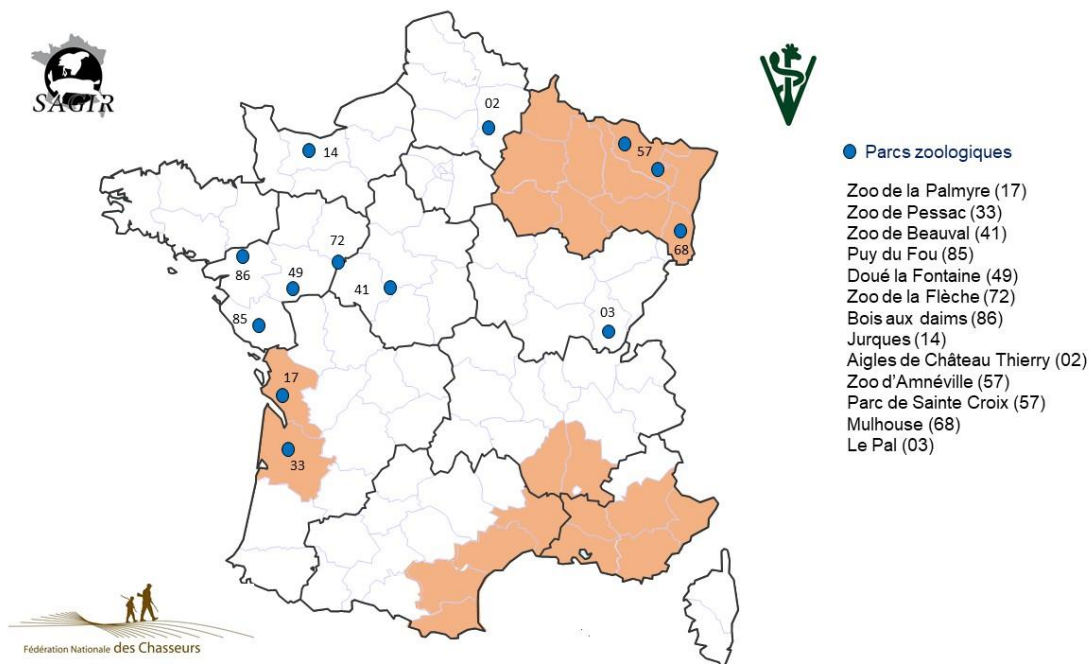 SAGIR
02
57
14
68
72
86
49
41
85
03
17
33
Parcs zoologiques
Zoo de la Palmyre (17)
Zoo de Pessac (33)
Zoo de Beauval (41)
Puy du Fou (85)
Doué la Fontaine (49)
Zoo de la Flèche (72)
Bois aux daims (86)
Jurques (14)
Aigles de Château Thierry (02)
Zoo d'Amnéville (57)
Parc de Sainte Croix (57)
Mulhouse (68)
Le Pal (03)
Fédération Nationale des Chasseurs